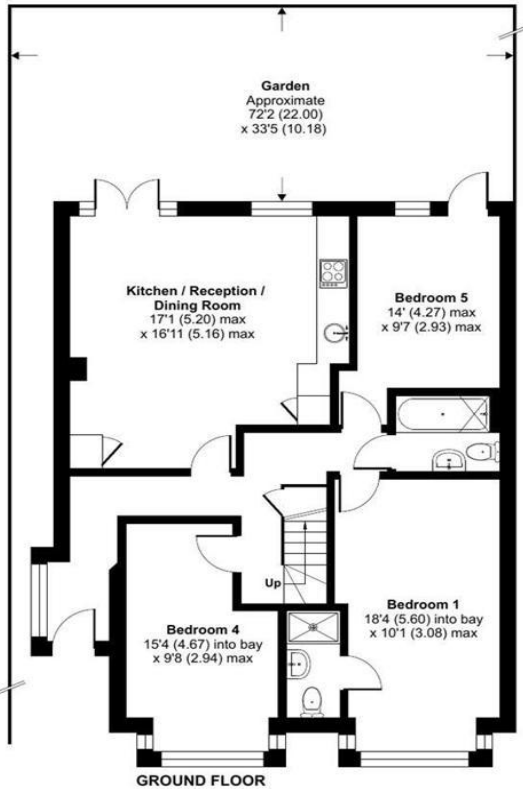 Garden
Approximate
72'2 (22.00)
x 33'5 (10.18)
Kitchen / Reception /
Dining Room
17'1 (5.20) max
x 16'11 (5.16) max
Bedroom 5
14' (4.27) max
x 9'7 (2.93) max
Up
Bedroom 4
15'4 (4.67) into bay
x 9'8 (2.94) max
Bedroom 1
18'4 (5.60) into bay
x 10'1 (3.08) max
GROUND FLOOR